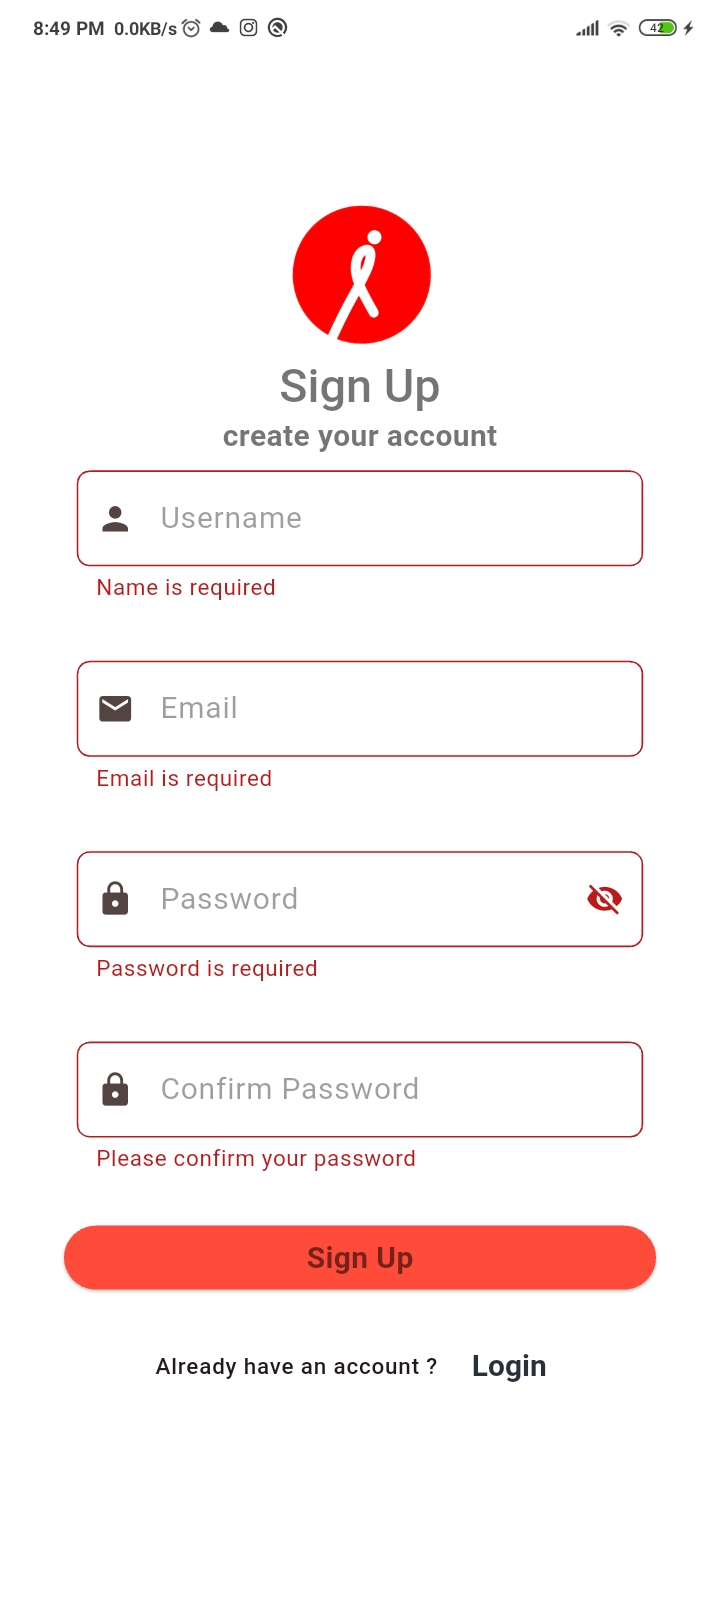 8:49 PM 0.0KB/s 42
Sign Up
create your account
Username
Name is required
Email
Email is required
Password
Password is required
Confirm Password
Please confirm your password
Sign Up
Already have an account ? Login